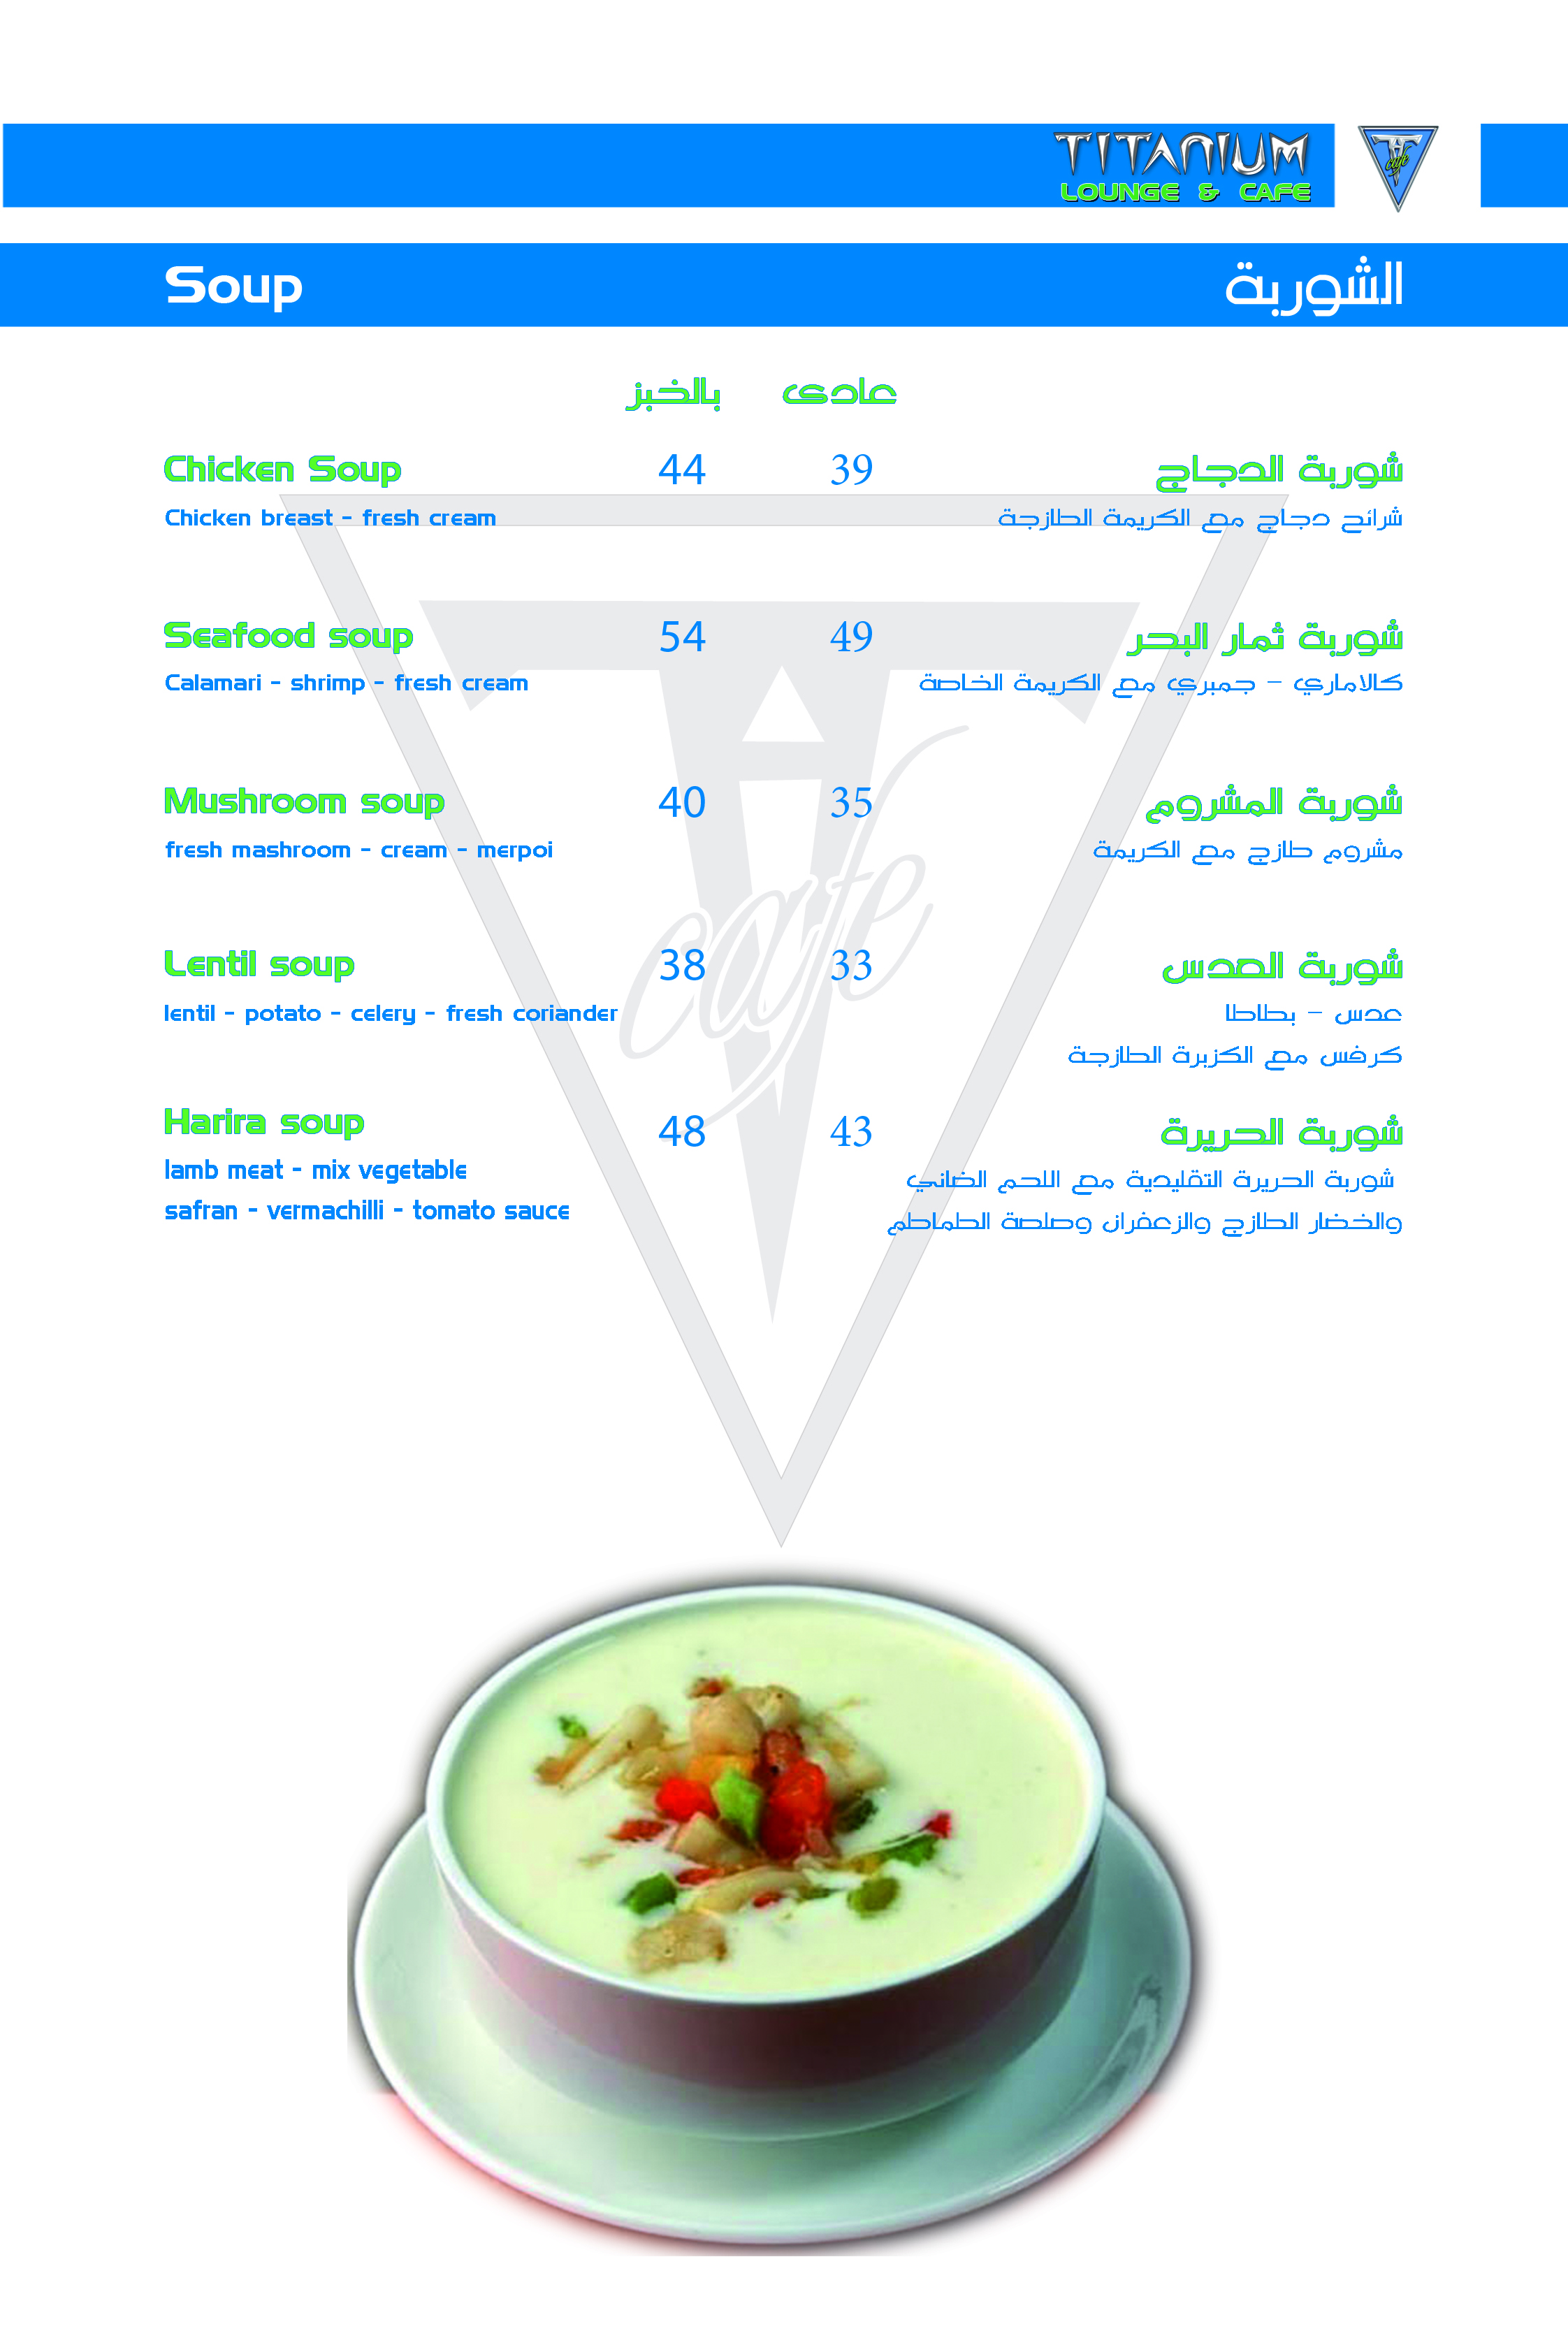 TITANIUM
LOUNGE & CAFE
cafe
Soup
الشوربة
بالخبز
عادى
Chicken Soup
44
39
شوربة الدجاج
Chicken breast - fresh cream
شرائح دجاج مع الكريمة الطازجة
Seafood soup
54
49
شوربة ثمار البحر
Calamari - shrimp - fresh cream
كالاماري - جمبري مع الكريمة الخاصة
Mushroom soup
40
35
شوربة المشروم
fresh mashroom - cream - merpoi
مشروم طازج مع الكريمة
cafe
Lentil soup
38
33
شوربة العدس
lentil - potato - celery - fresh coriander
عدس - بطاطا
كرفس مع الكزبرة الطازجة
Harira soup
48
43
شوربة الحريرة
lamb meat - mix vegetable
شوربة الحريرة التقليدية مع اللحم الضاني
safran - vermachilli - tomato sauce
والخضار الطازج والزعفران وصلصة الطماطم